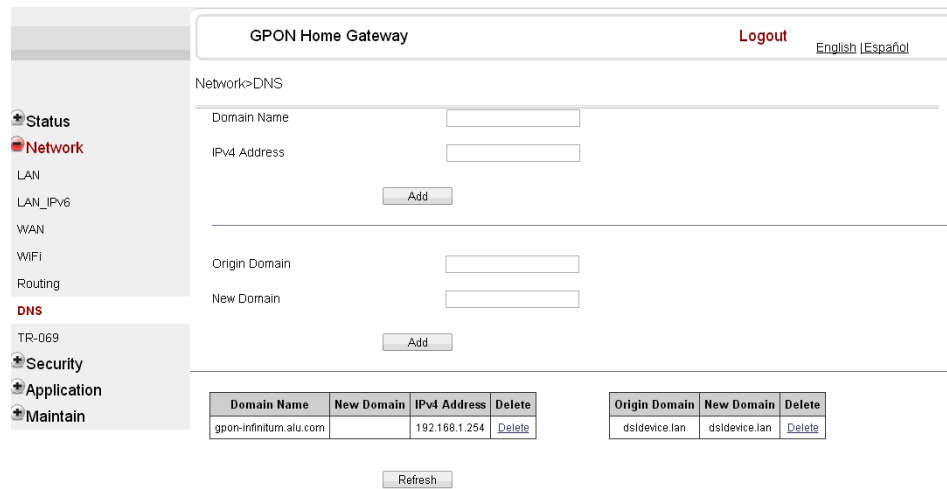 GPON Home Gateway
Logout
English |Español
Network>DNS
Status
Network
LAN
LAN_IPv6
WAN
WiFi
Routing
DNS
TR-069
Security
Application
Maintain
Domain Name
IPv4 Address
Add
Origin Domain
New Domain
Add
Domain Name New Domain IPv4 Address Delete
gpon-infinitum.alu.com 192.168.1.254 Delete
Origin Domain New Domain Delete
dsldevice.lan dsldevice.lan Delete
Refresh